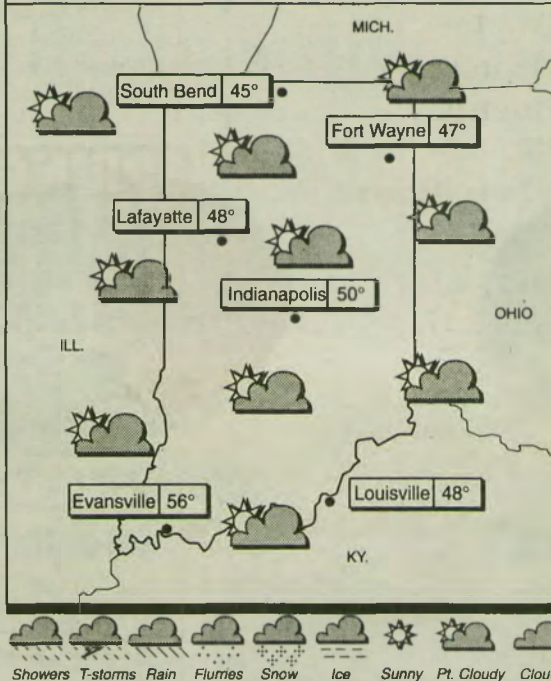 MICH.
South Bend 45°
Fort Wayne 47°
Lafayette 48°
Indianapolis 50°
OHIO
ILL.
Evansville 56°
Louisville 48°
KY.
Showers T-storms Rain Flurries Snow Ice Sunny Pt. Cloudy